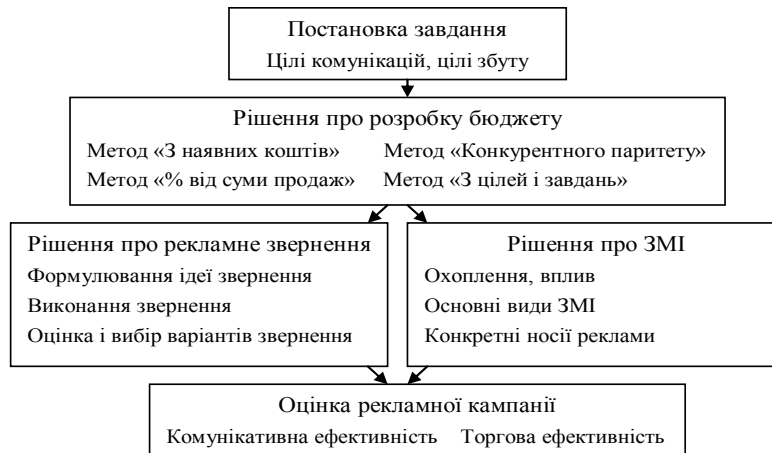 Постановка завдання
Цілі комунікацій, цілі збуту
Рішення про розробку бюджету
Метод «З наявних коштів» Метод «Конкурентного паритету»
Метод «% від суми продаж» Метод «З цілей і завдань»
Рішення про рекламне звернення
Формулювання ідеї звернення
Виконання звернення
Оцінка і вибір варіантів звернення
Рішення про ЗМІ
Охоплення, вплив
Основні види ЗМІ
Конкретні носії реклами
Оцінка рекламної кампанії
Комунікативна ефективність Торгова ефективність